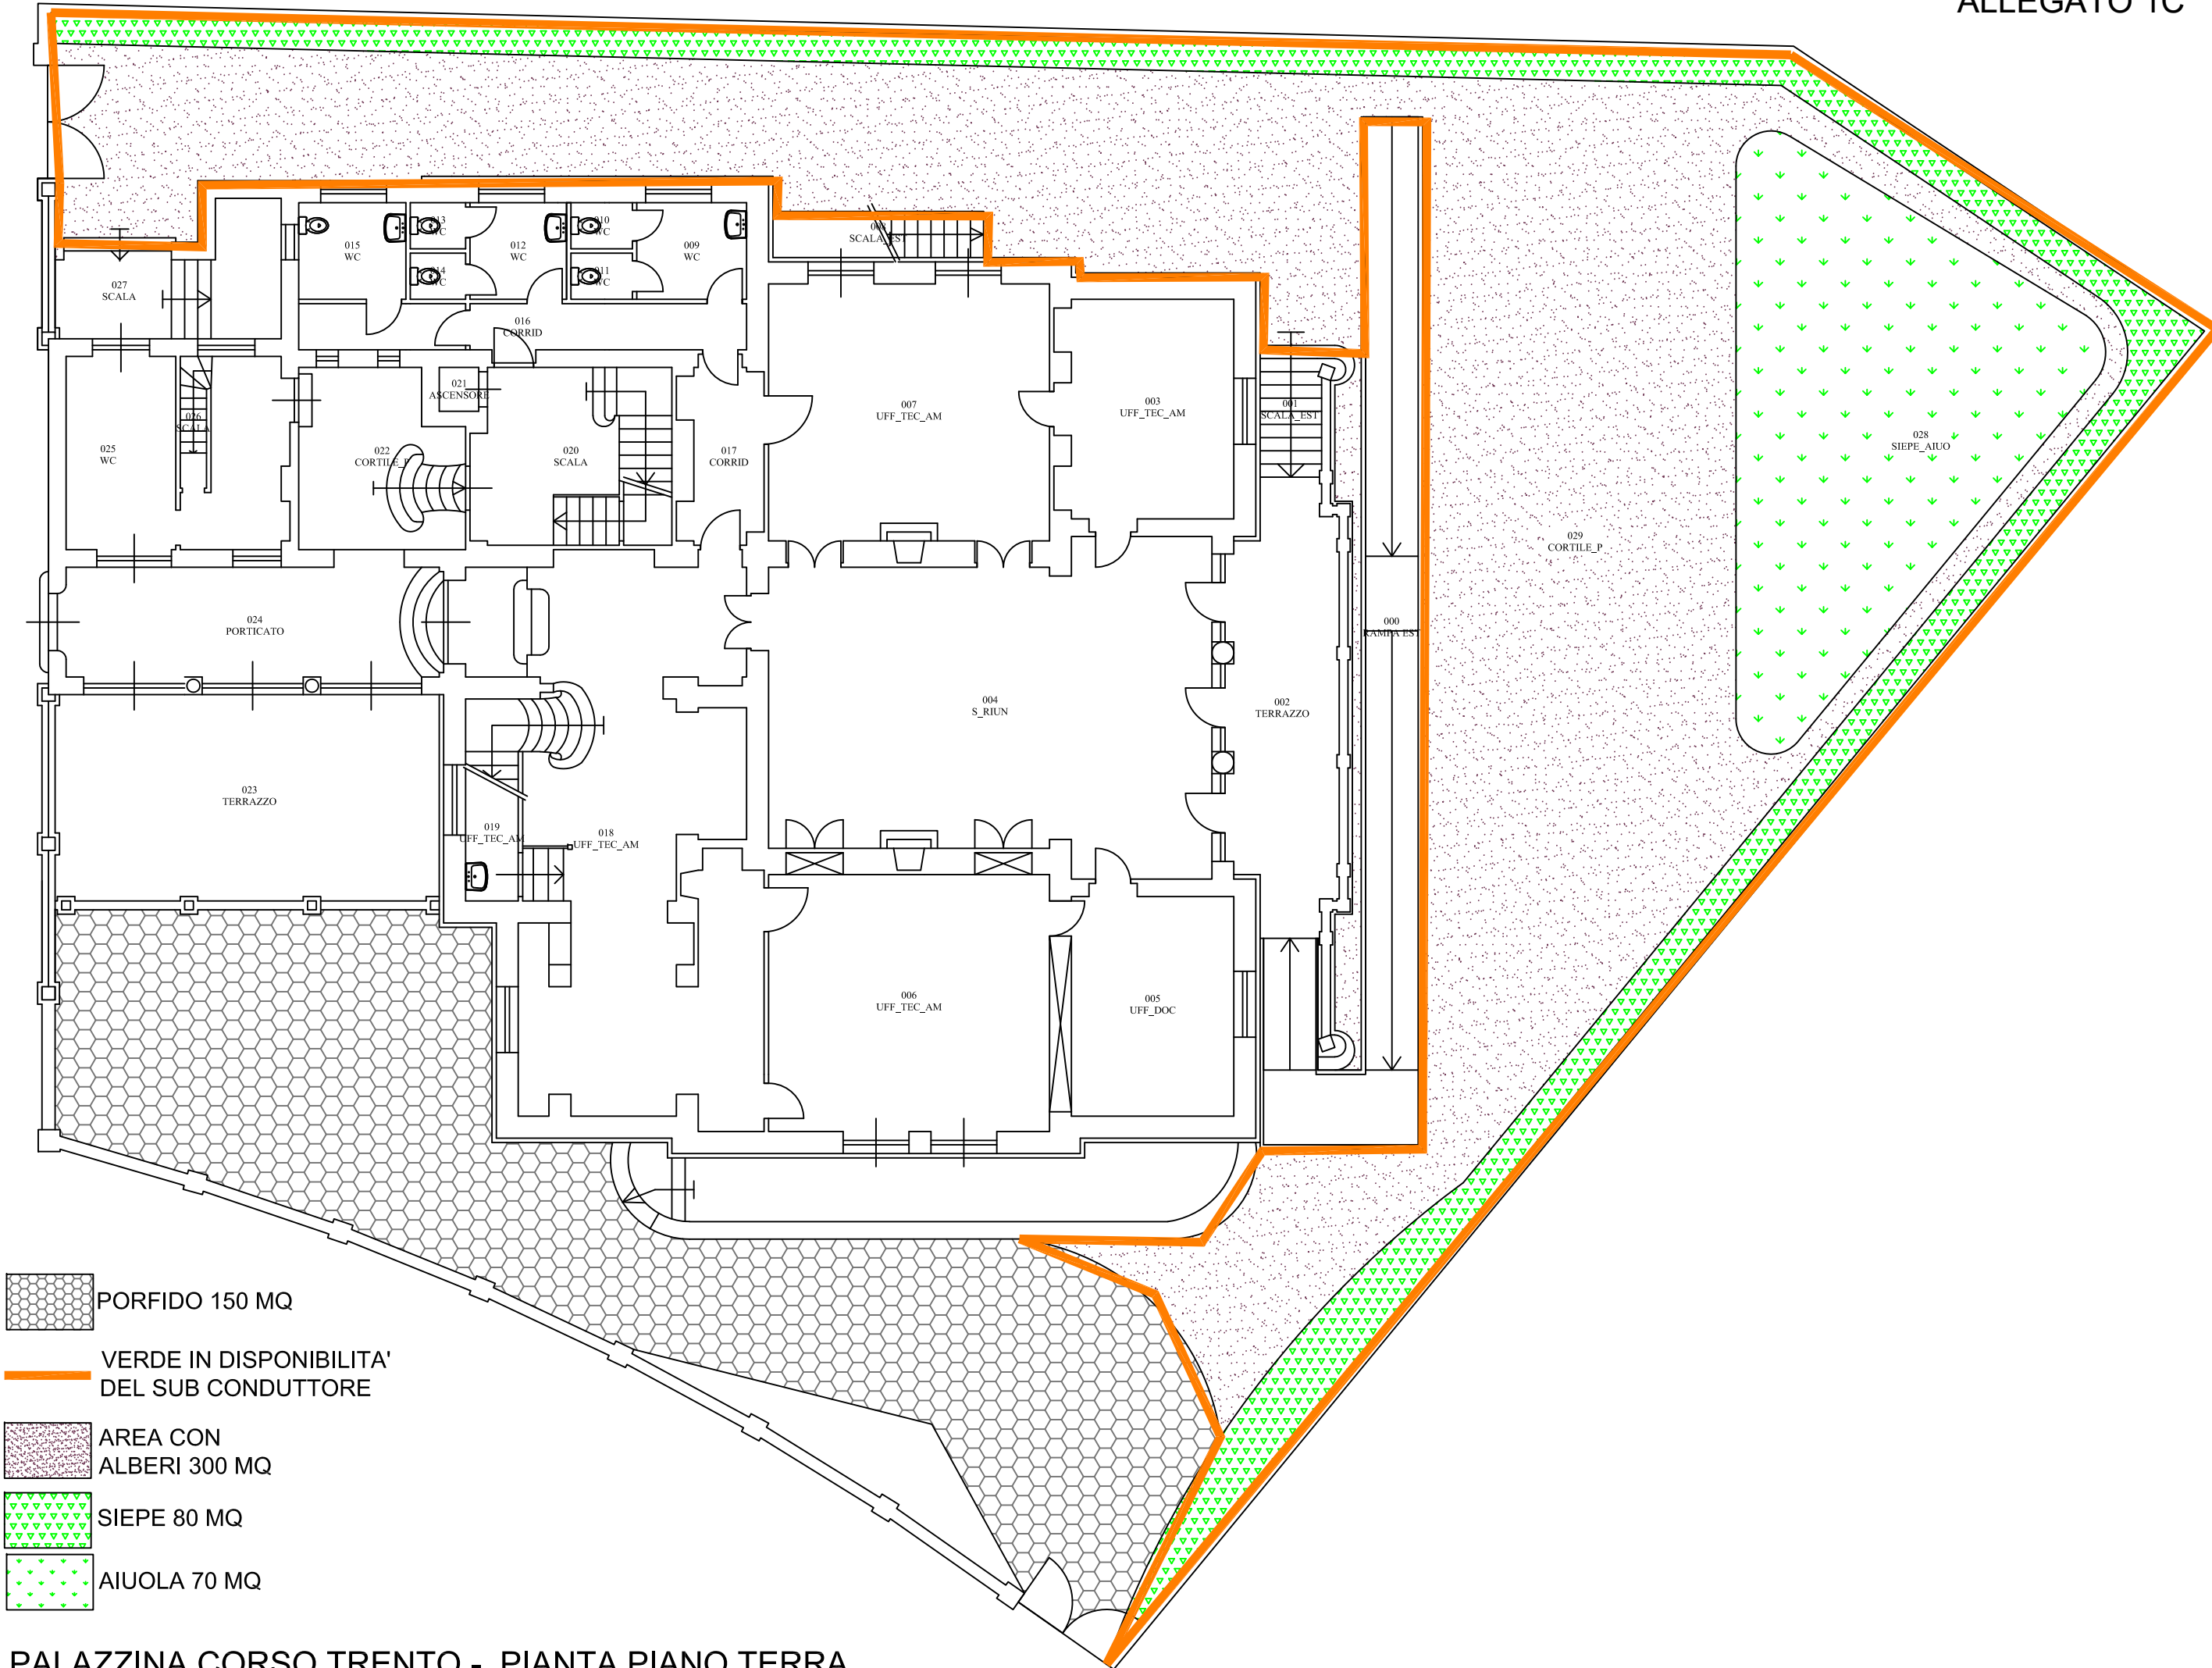 ALLEGATO 1C
013
WC
010
WC
015
WC
012
WC
009
WC
SCALA_EST
014
WC
011
WC
027
SCALA
016
CORRID
021
ASCENSORE
007
UFF_TEC_AM
003
UFF_TEC_AM
001
SCALA_EST
026
SCALA
025
WC
022
CORTILE_P
020
SCALA
017
CORRID
028
SIEPE_AIUO
029
CORTILE_P
024
PORTICATO
000
RAMPA EST
004
S_RIUN
002
TERRAZZO
023
TERRAZZO
019
UFF_TEC_AM
018
UFF_TEC_AM
006
UFF_TEC_AM
005
UFF_DOC
PORFIDO 150 MQ
VERDE IN DISPONIBILITA'
DEL SUB CONDUTTORE
AREA CON
ALBERI 300 MQ
SIEPE 80 MQ
AIUOLA 70 MQ
PALAZZINA CORSO TRENTO - PIANTA PIANO TERRA